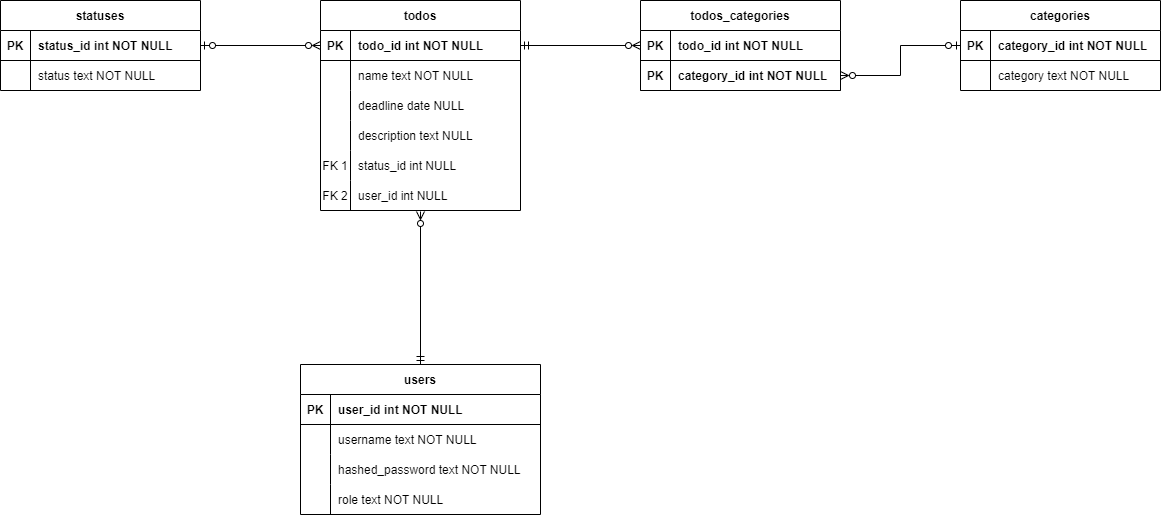 statuses
PK status_id int NOT NULL
status text NOT NULL
todos
PK todo_id int NOT NULL
name text NOT NULL
deadline date NULL
description text NULL
FK 1 status_id int NULL
FK 2 user_id int NULL
todos_categories
PK todo_id int NOT NULL
PK category_id int NOT NULL
categories
PK category_id int NOT NULL
category text NOT NULL
users
PK user_id int NOT NULL
username text NOT NULL
hashed_password text NOT NULL
role text NOT NULL